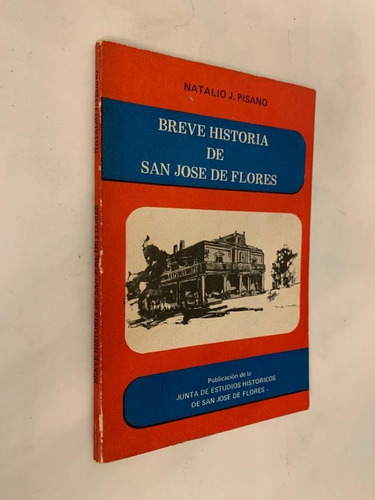 NATALIO J. PISANO
BREVE HISTORIA
DE
SAN JOSE DE FLORES
Publicación de la
JUNTA DE ESTUDIOS HISTORICOS
DE SAN JOSE DE FLORES